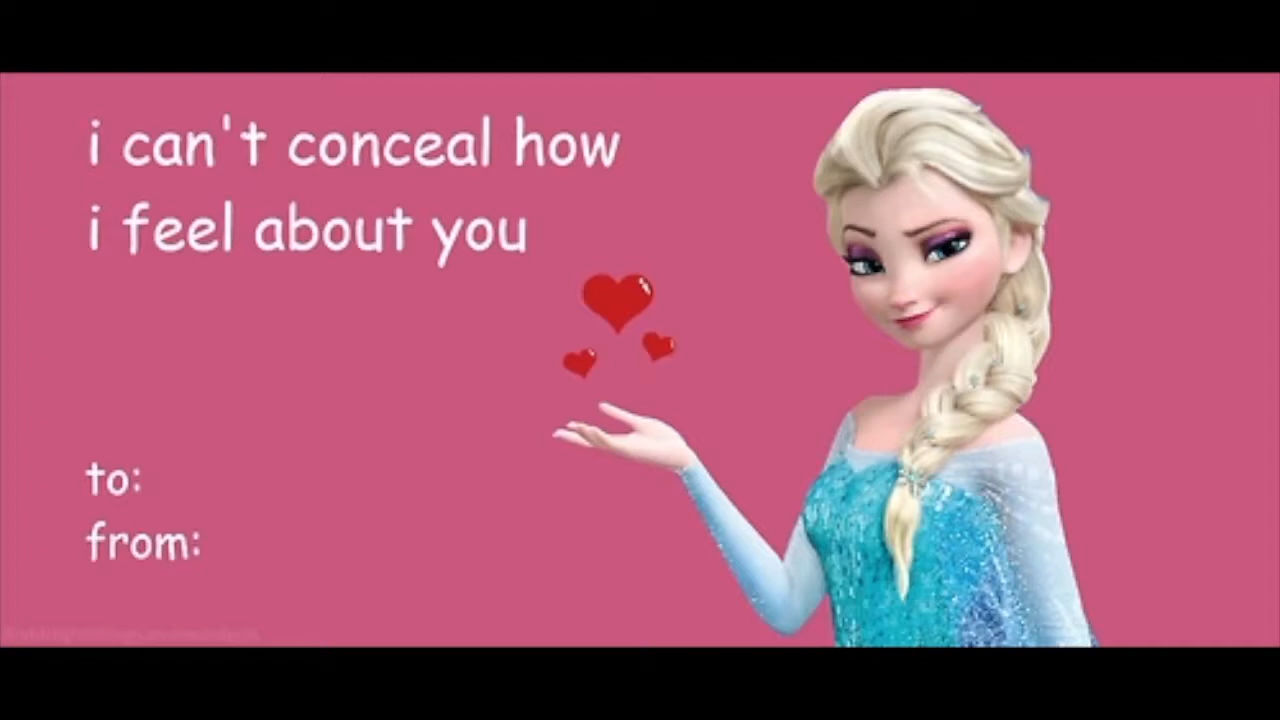 i can't conceal how
i feel about you
to:
from: